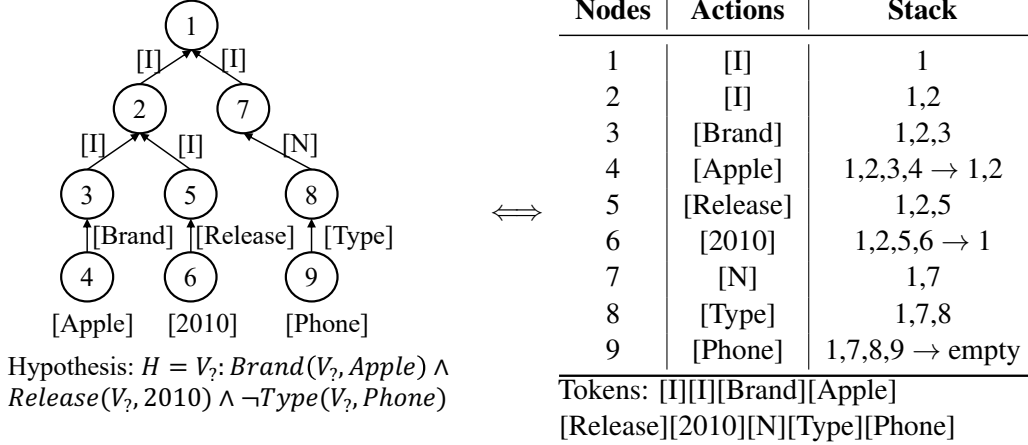 1
[I] [I]
2 7
[I] [I] [N]
3 5 8
[Brand] [Release] [Type]
4 6 9
[Apple] [2010] [Phone]
Hypothesis: H = V?: Brand(V?, Apple) ∧
Release(V?, 2010) ∧ ¬Type(V?, Phone)
⟺
Nodes Actions Stack
1 [I] 1
2 [I] 1,2
3 [Brand] 1,2,3
4 [Apple] 1,2,3,4 → 1,2
5 [Release] 1,2,5
6 [2010] 1,2,5,6 → 1
7 [N] 1,7
8 [Type] 1,7,8
9 [Phone] 1,7,8,9 → empty
Tokens: [I][I][Brand][Apple]
[Release][2010][N][Type][Phone]